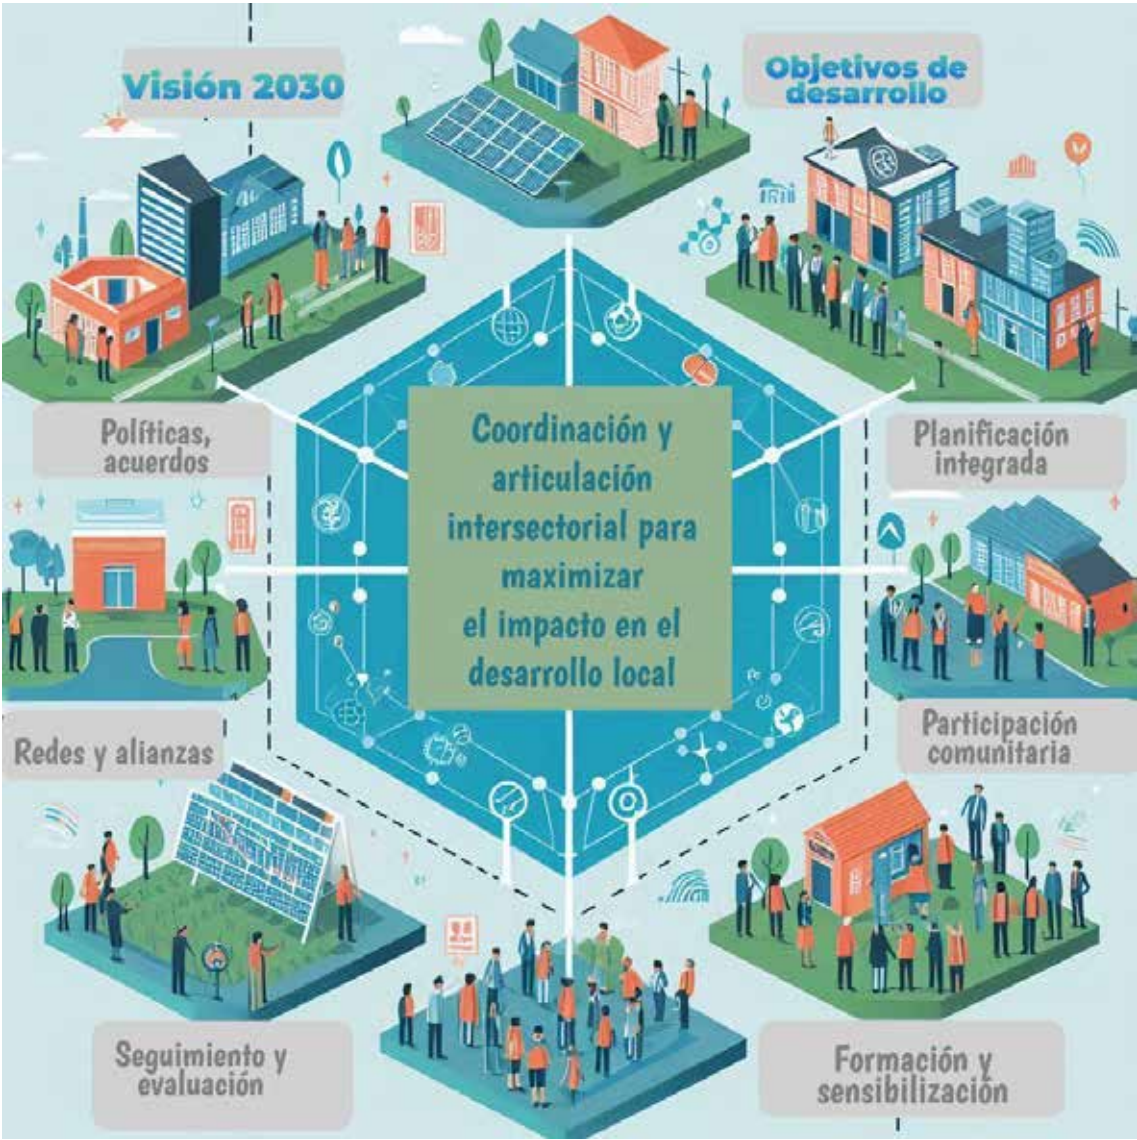 Visión 2030
Objetivos de
desarrollo
Políticas,
acuerdos
Planificación
integrada
Coordinación y
articulación
intersectorial para
maximizar
el impacto en el
desarrollo local
Redes y alianzas
Participación
comunitaria
Seguimiento y
evaluación
Formación y
sensibilización